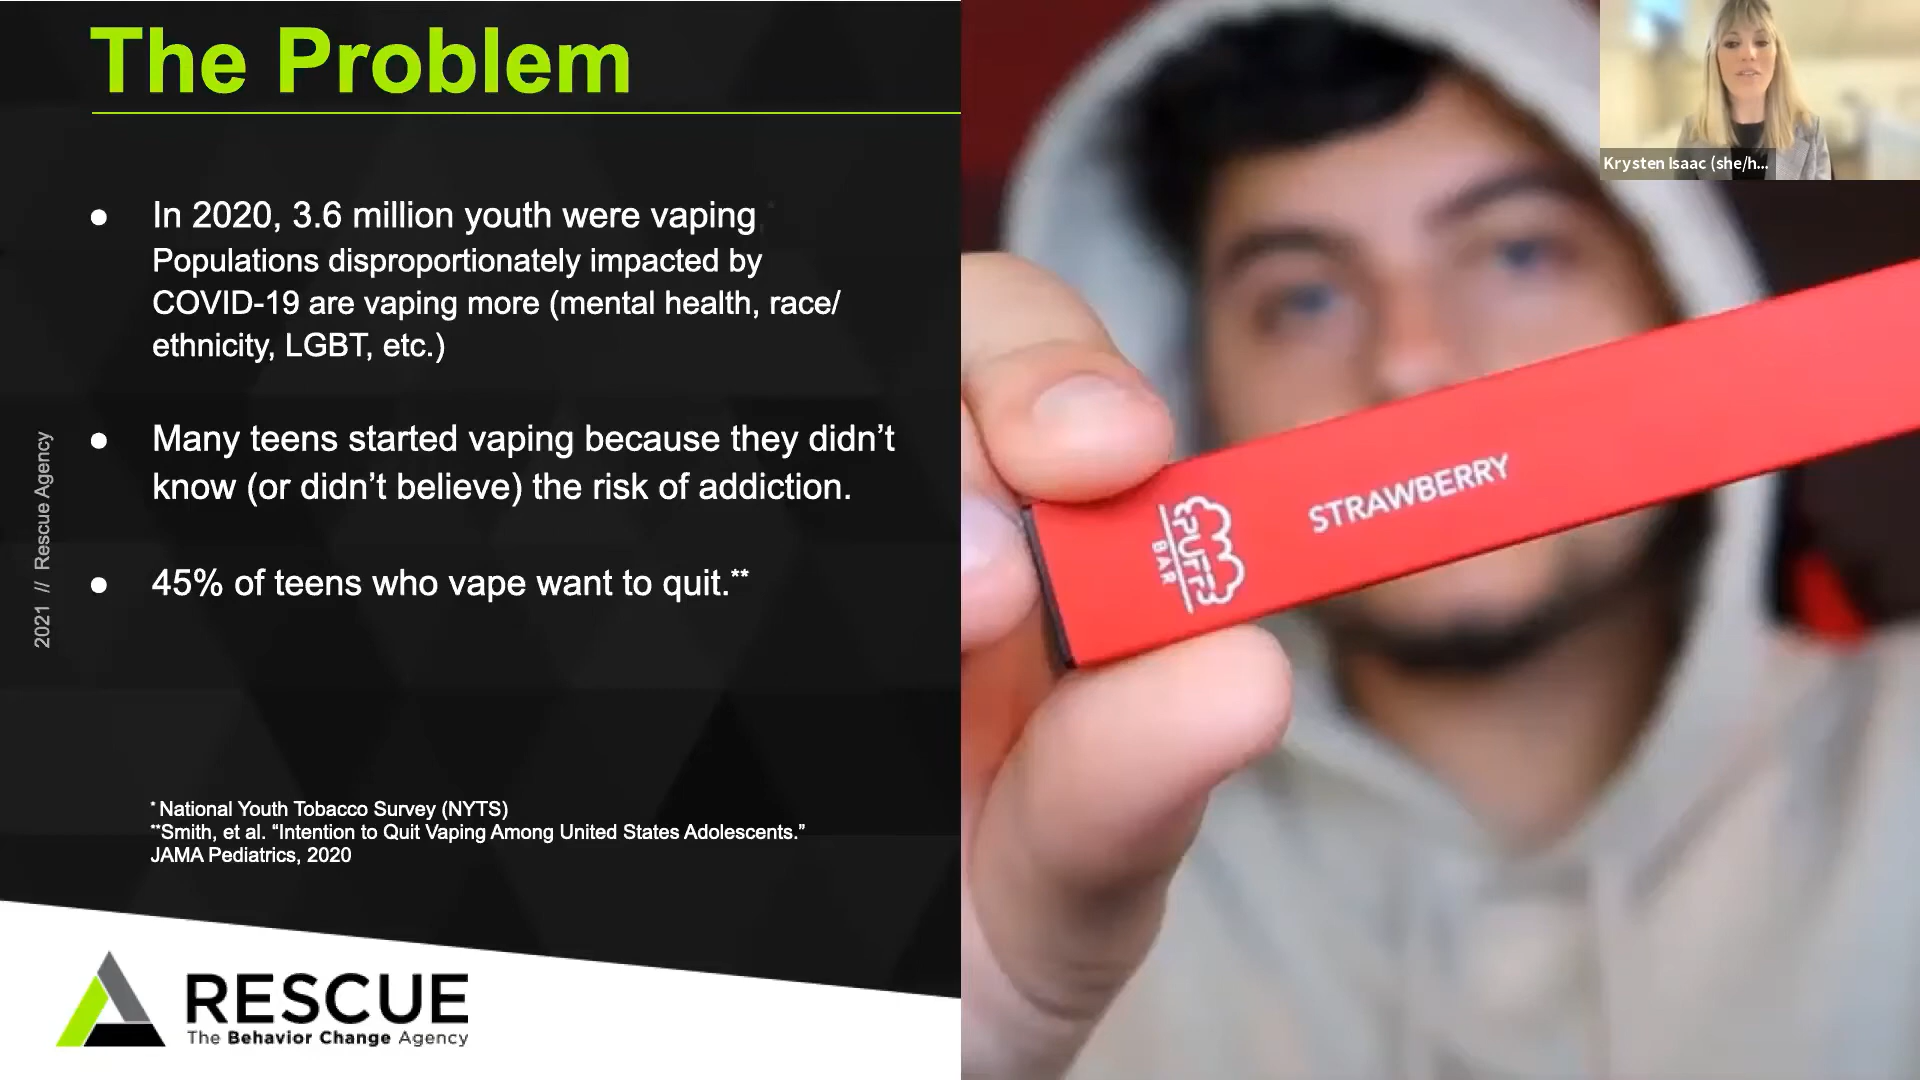 The Problem
● In 2020, 3.6 million youth were vaping
Populations disproportionately impacted by
COVID-19 are vaping more (mental health, race/
ethnicity, LGBT, etc.)
● Many teens started vaping because they didn’t
know (or didn’t believe) the risk of addiction.
● 45% of teens who vape want to quit.**
* National Youth Tobacco Survey (NYTS)
**Smith, et al. “Intention to Quit Vaping Among United States Adolescents.”
JAMA Pediatrics, 2020
2021 // Rescue Agency
RESCUE
The Behavior Change Agency
PUFF
BAR
STRAWBERRY
Krysten Isaac (she/h...